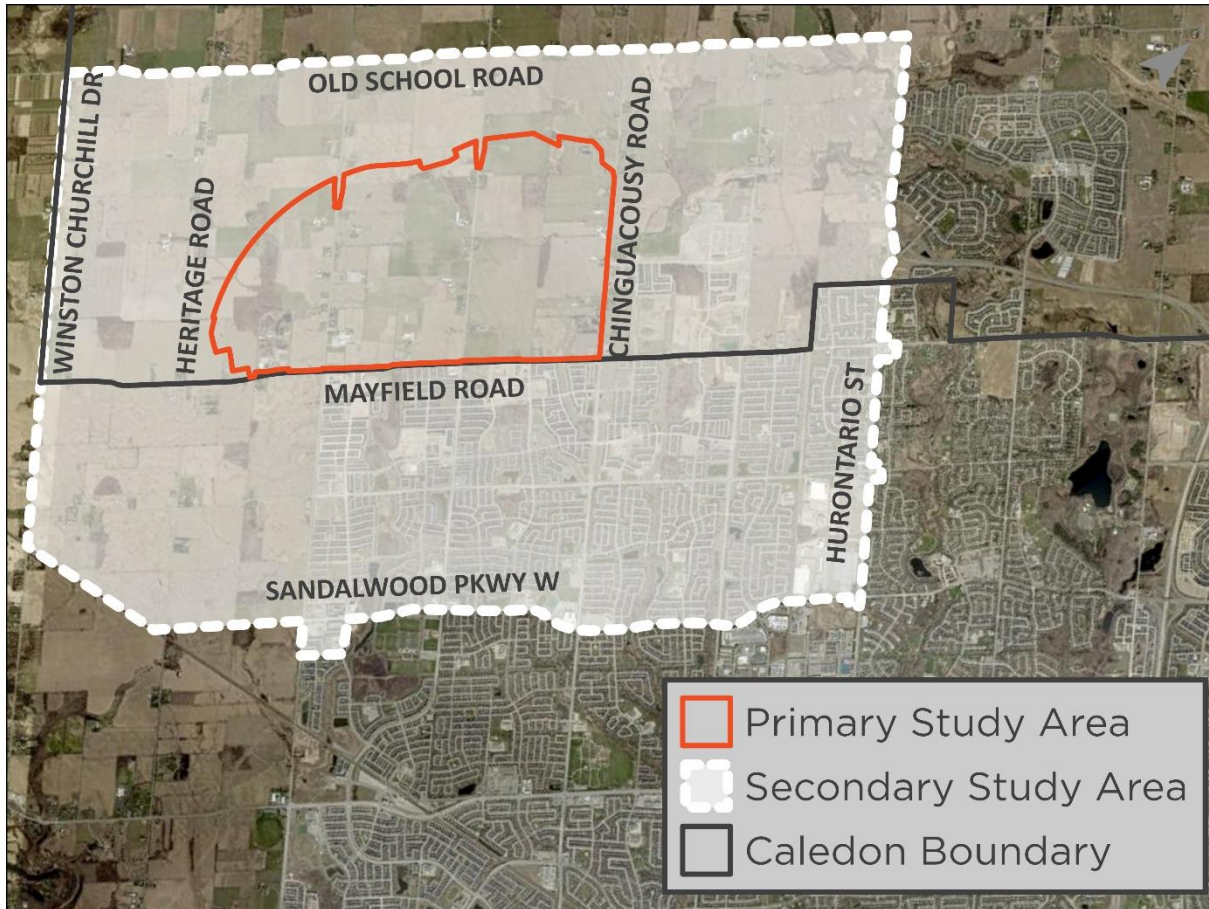 OLD SCHOOL ROAD
WINSTON CHURCHILL DR
HERITAGE ROAD
CHINGUACOUSY ROAD
MAYFIELD ROAD
HURONTARIO ST
SANDALWOOD PKWY W
Primary Study Area
Secondary Study Area
Caledon Boundary